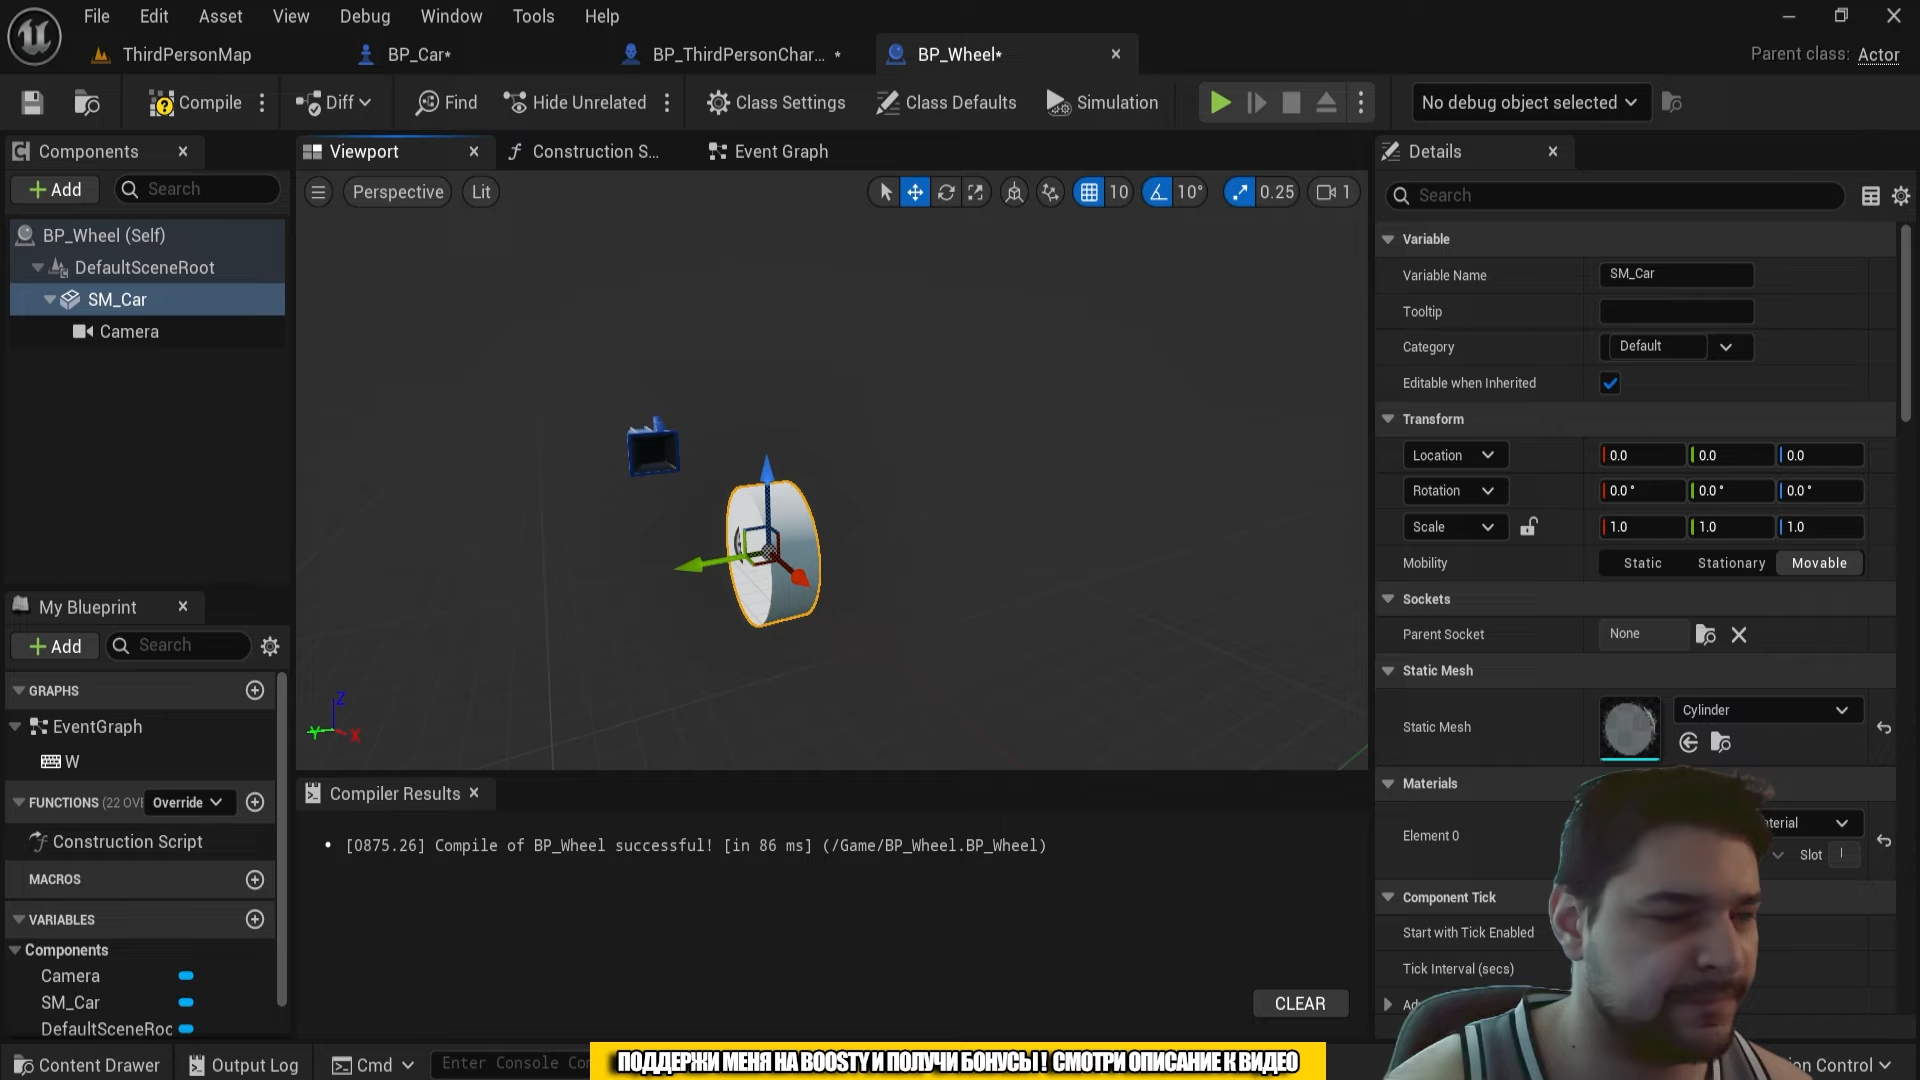 File Edit Asset View Debug Window Tools Help
ThirdPersonMap
BP_Car*
BP_ThirdPersonChar... *
BP_Wheel*
Parent class: Actor
Compile
Diff
Find
Hide Unrelated
Class Settings
Class Defaults
Simulation
No debug object selected
Components
Viewport
Construction S...
Event Graph
Details
+ Add
Search
Perspective
Lit
10
10°
0.25
1
Search
BP_Wheel (Self)
DefaultSceneRoot
SM_Car
Camera
Variable
Variable Name
SM_Car
Tooltip
Category
Default
Editable when Inherited
Transform
Location
0.0 0.0 0.0
Rotation
0.0° 0.0° 0.0°
Scale
1.0 1.0 1.0
Mobility
Static Stationary Movable
Sockets
Parent Socket
None
Static Mesh
Static Mesh
Cylinder
Materials
Element 0
Slot
Component Tick
Start with Tick Enabled
Tick Interval (secs)
My Blueprint
+ Add
Search
GRAPHS
EventGraph
W
FUNCTIONS (22 OVE
Override
Construction Script
MACROS
VARIABLES
Components
Camera
SM_Car
DefaultSceneRoo
Z
Y
X
Compiler Results
• [0875.26] Compile of BP_Wheel successful! [in 86 ms] (/Game/BP_Wheel.BP_Wheel)
CLEAR
Content Drawer
Output Log
Cmd
Enter Console Co
ПОДДЕРЖИ МЕНЯ НА BOOSTY И ПОЛУЧИ БОНУСЫ! СМОТРИ ОПИСАНИЕ К ВИДЕО
on Control